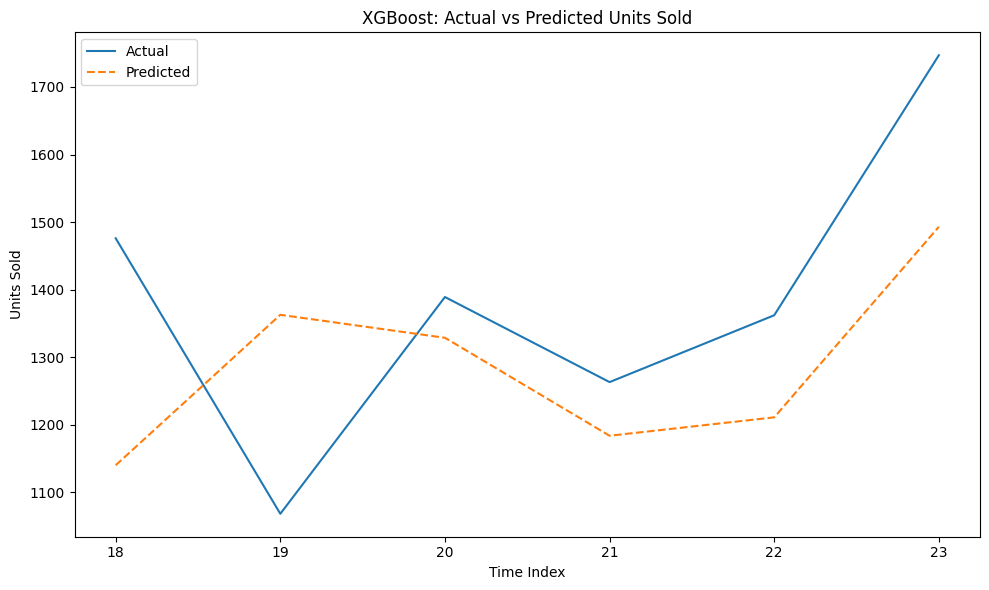 XGBoost: Actual vs Predicted Units Sold
Actual
Predicted
1700
1600
1500
1400
1300
1200
1100
Units Sold
18 19 20 21 22 23
Time Index